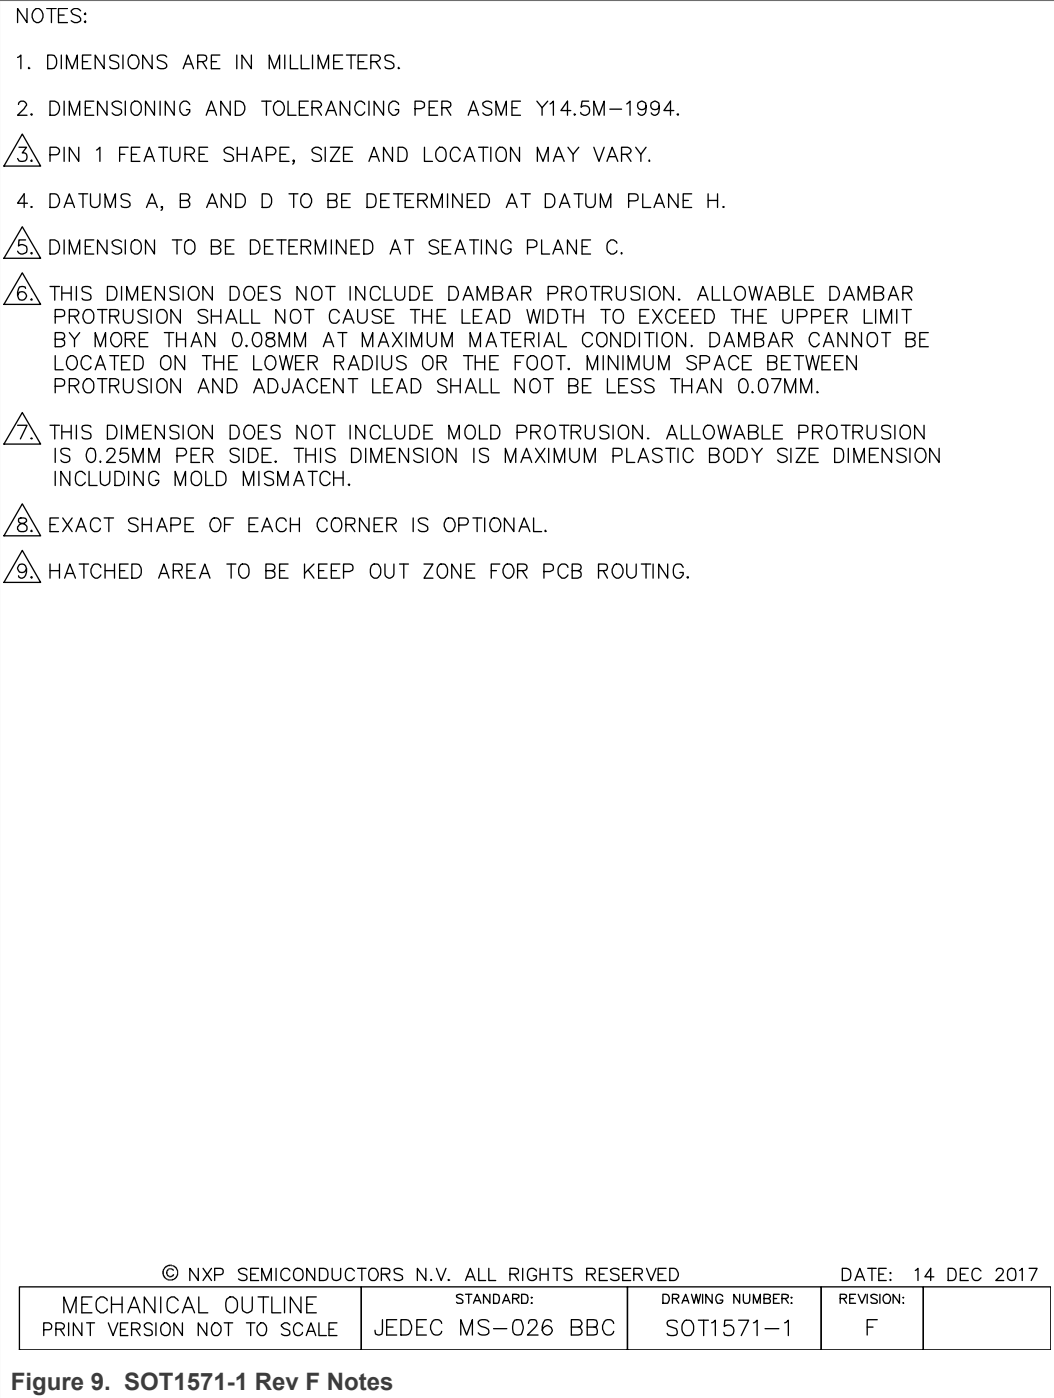 NOTES:
1. DIMENSIONS ARE IN MILLIMETERS.
2. DIMENSIONING AND TOLERANCING PER ASME Y14.5M–1994.
3. PIN 1 FEATURE SHAPE, SIZE AND LOCATION MAY VARY.
4. DATUMS A, B AND D TO BE DETERMINED AT DATUM PLANE H.
5. DIMENSION TO BE DETERMINED AT SEATING PLANE C.
6. THIS DIMENSION DOES NOT INCLUDE DAMBAR PROTRUSION. ALLOWABLE DAMBAR
PROTRUSION SHALL NOT CAUSE THE LEAD WIDTH TO EXCEED THE UPPER LIMIT
BY MORE THAN 0.08MM AT MAXIMUM MATERIAL CONDITION. DAMBAR CANNOT BE
LOCATED ON THE LOWER RADIUS OR THE FOOT. MINIMUM SPACE BETWEEN
PROTRUSION AND ADJACENT LEAD SHALL NOT BE LESS THAN 0.07MM.
7. THIS DIMENSION DOES NOT INCLUDE MOLD PROTRUSION. ALLOWABLE PROTRUSION
IS 0.25MM PER SIDE. THIS DIMENSION IS MAXIMUM PLASTIC BODY SIZE DIMENSION
INCLUDING MOLD MISMATCH.
8. EXACT SHAPE OF EACH CORNER IS OPTIONAL.
9. HATCHED AREA TO BE KEEP OUT ZONE FOR PCB ROUTING.
© NXP SEMICONDUCTORS N.V. ALL RIGHTS RESERVED
DATE: 14 DEC 2017
MECHANICAL OUTLINE
PRINT VERSION NOT TO SCALE
STANDARD:
JEDEC MS–026 BBC
DRAWING NUMBER:
SOT1571–1
REVISION:
F
Figure 9. SOT1571-1 Rev F Notes